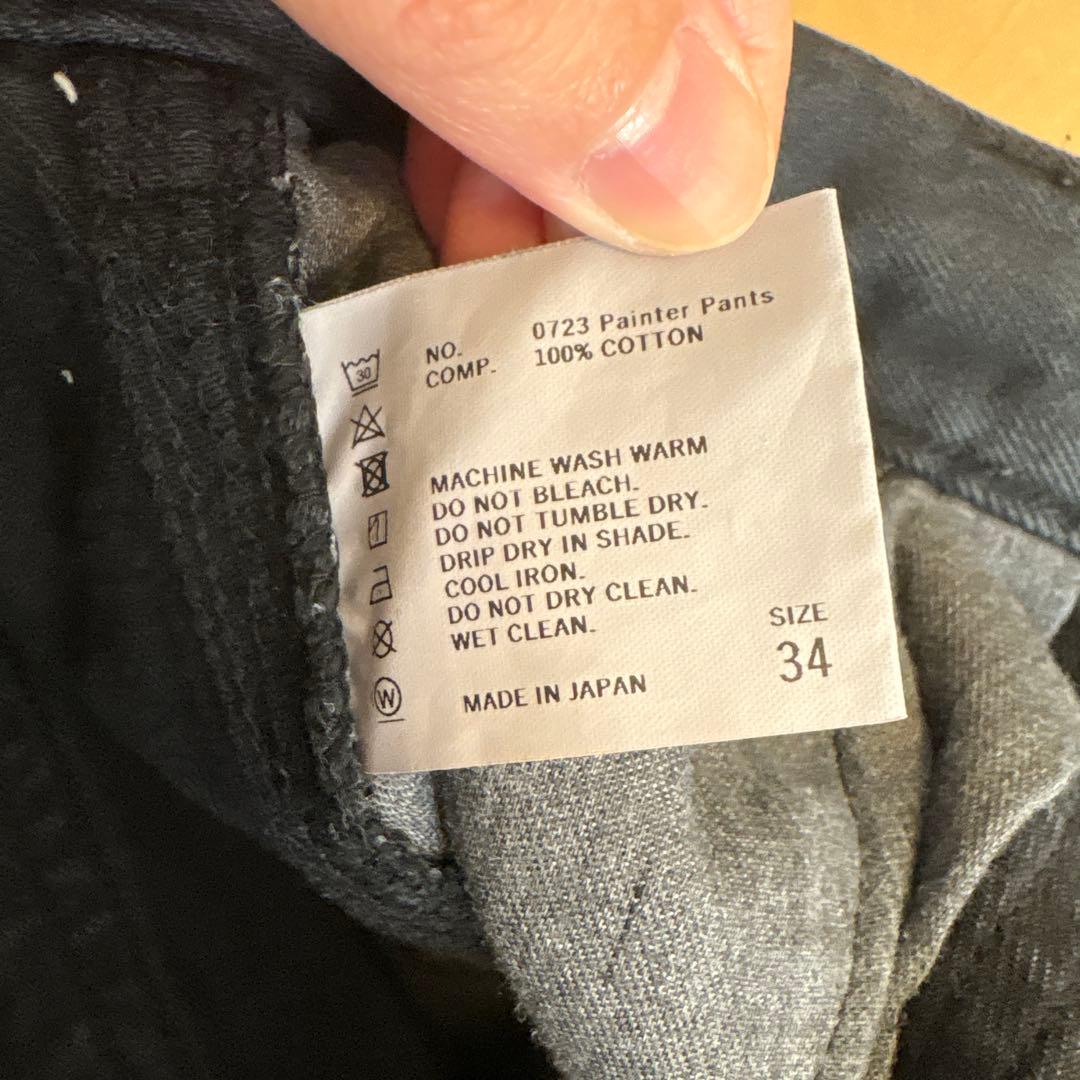 NO. 0723 Painter Pants
COMP. 100% COTTON
30
MACHINE WASH WARM
DO NOT BLEACH.
DO NOT TUMBLE DRY.
DRIP DRY IN SHADE.
COOL IRON.
DO NOT DRY CLEAN.
WET CLEAN.
W
MADE IN JAPAN
SIZE
34